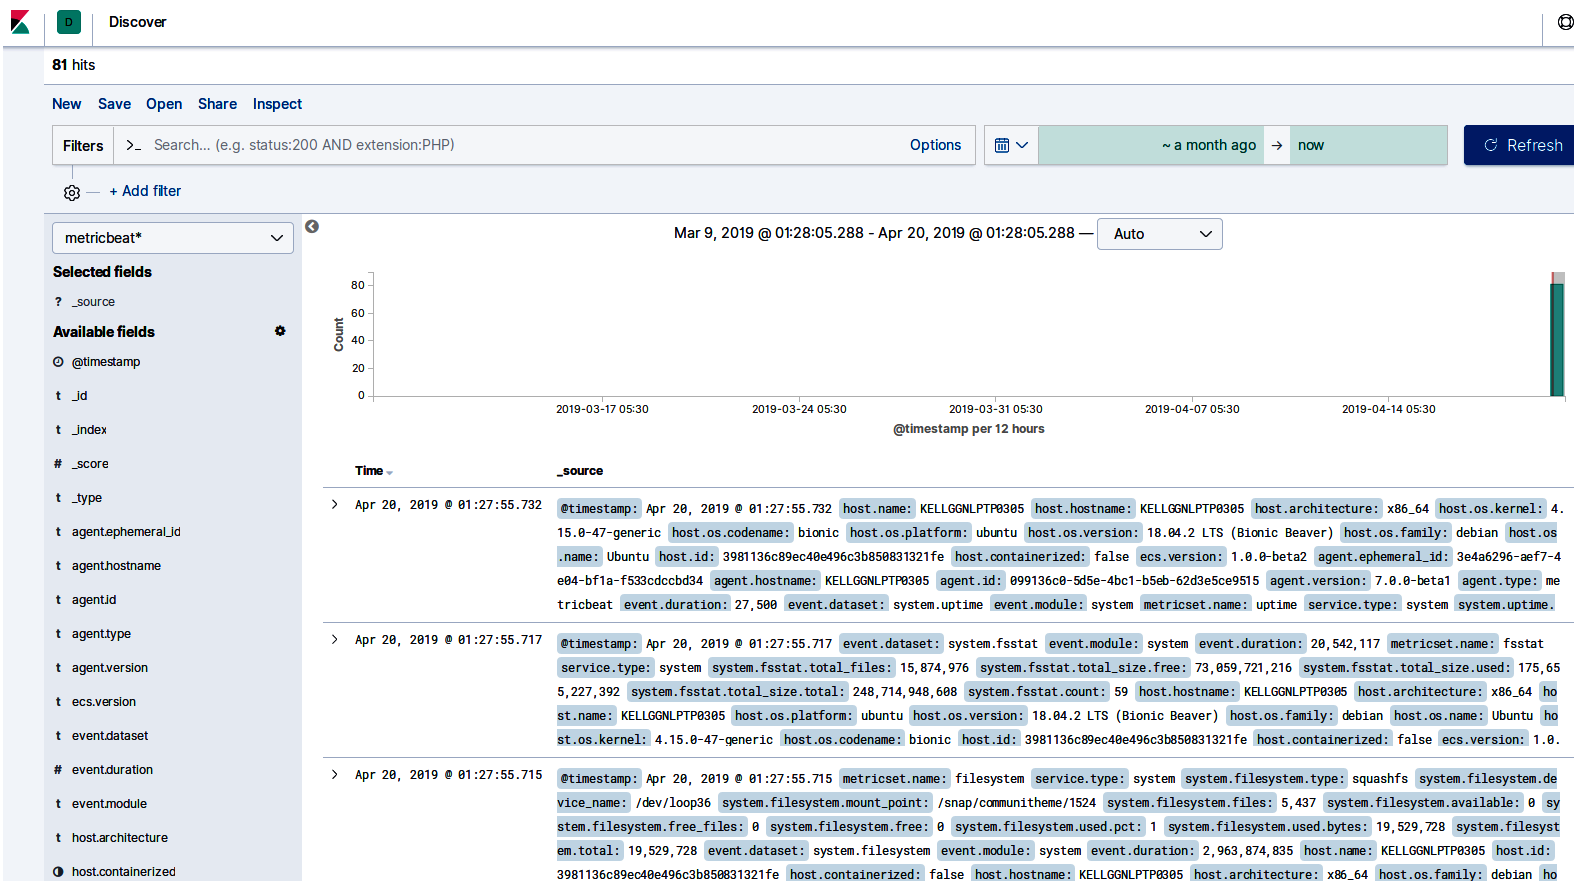 D Discover
81 hits
New Save Open Share Inspect
Filters >_ Search... (e.g. status:200 AND extension:PHP) Options ~ a month ago → now Refresh
+ Add filter
metricbeat*
Selected fields
? _source
Available fields
@timestamp
t _id
t _index
# _score
t _type
t agent.ephemeral_id
t agent.hostname
t agent.id
t agent.type
t agent.version
t ecs.version
t event.dataset
# event.duration
t event.module
t host.architecture
host.containerized
Mar 9, 2019 @ 01:28:05.288 - Apr 20, 2019 @ 01:28:05.288 — Auto
Count
80
60
40
20
0
2019-03-17 05:30 2019-03-24 05:30 2019-03-31 05:30 2019-04-07 05:30 2019-04-14 05:30
@timestamp per 12 hours
Time _source
Apr 20, 2019 @ 01:27:55.732 @timestamp: Apr 20, 2019 @ 01:27:55.732 host.name: KELLGGNLPTP0305 host.hostname: KELLGGNLPTP0305 host.architecture: x86_64 host.os.kernel: 4.
15.0-47-generic host.os.codename: bionic host.os.platform: ubuntu host.os.version: 18.04.2 LTS (Bionic Beaver) host.os.family: debian host.os
.name: Ubuntu host.id: 3981136c89ec40e496c3b850831321fe host.containerized: false ecs.version: 1.0.0-beta2 agent.ephemeral_id: 3e4a6296-aef7-4
e04-bf1a-f533cdccbd34 agent.hostname: KELLGGNLPTP0305 agent.id: 099136c0-5d5e-4bc1-b5eb-62d3e5ce9515 agent.version: 7.0.0-beta1 agent.type: me
tricbeat event.duration: 27,500 event.dataset: system.uptime event.module: system metricset.name: uptime service.type: system system.uptime.
Apr 20, 2019 @ 01:27:55.717 @timestamp: Apr 20, 2019 @ 01:27:55.717 event.dataset: system.fsstat event.module: system event.duration: 20,542,117 metricset.name: fsstat
service.type: system system.fsstat.total_files: 15,874,976 system.fsstat.total_size.free: 73,059,721,216 system.fsstat.total_size.used: 175,65
5,227,392 system.fsstat.total_size.total: 248,714,948,608 system.fsstat.count: 59 host.hostname: KELLGGNLPTP0305 host.architecture: x86_64 ho
st.name: KELLGGNLPTP0305 host.os.platform: ubuntu host.os.version: 18.04.2 LTS (Bionic Beaver) host.os.family: debian host.os.name: Ubuntu ho
st.os.kernel: 4.15.0-47-generic host.os.codename: bionic host.id: 3981136c89ec40e496c3b850831321fe host.containerized: false ecs.version: 1.0.
Apr 20, 2019 @ 01:27:55.715 @timestamp: Apr 20, 2019 @ 01:27:55.715 metricset.name: filesystem service.type: system system.filesystem.type: squashfs system.filesystem.de
vice_name: /dev/loop36 system.filesystem.mount_point: /snap/communitheme/1524 system.filesystem.files: 5,437 system.filesystem.available: 0 sy
stem.filesystem.free_files: 0 system.filesystem.free: 0 system.filesystem.used.pct: 1 system.filesystem.used.bytes: 19,529,728 system.filesyst
em.total: 19,529,728 event.dataset: system.filesystem event.module: system event.duration: 2,963,874,835 host.name: KELLGGNLPTP0305 host.id:
3981136c89ec40e496c3b850831321fe host.containerized: false host.hostname: KELLGGNLPTP0305 host.architecture: x86_64 host.os.family: debian ho